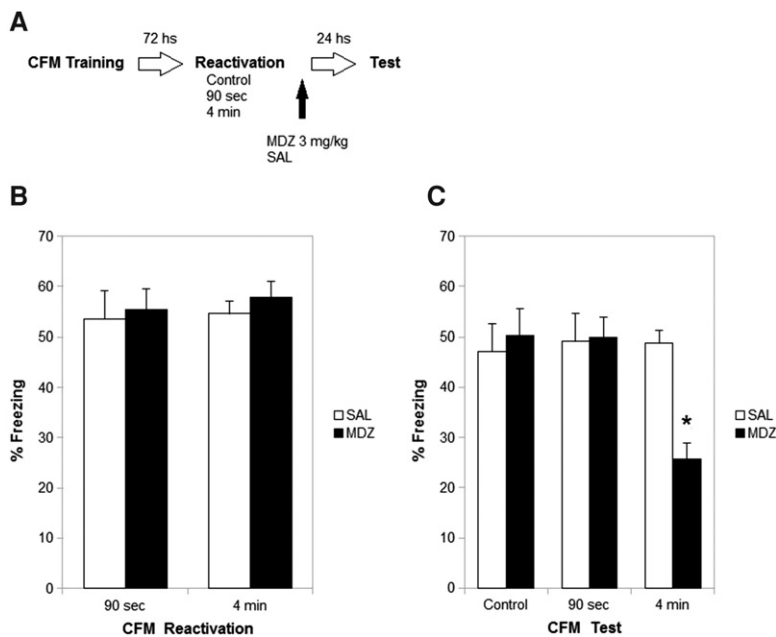 A
72 hs
24 hs
CFM Training
Reactivation
Test
Control
90 sec
4 min
MDZ 3 mg/kg
SAL
B
70
60
50
40
30
20
10
0
% Freezing
SAL
MDZ
90 sec
4 min
CFM Reactivation
C
70
60
50
40
30
20
10
0
% Freezing
*
SAL
MDZ
Control
90 sec
4 min
CFM Test